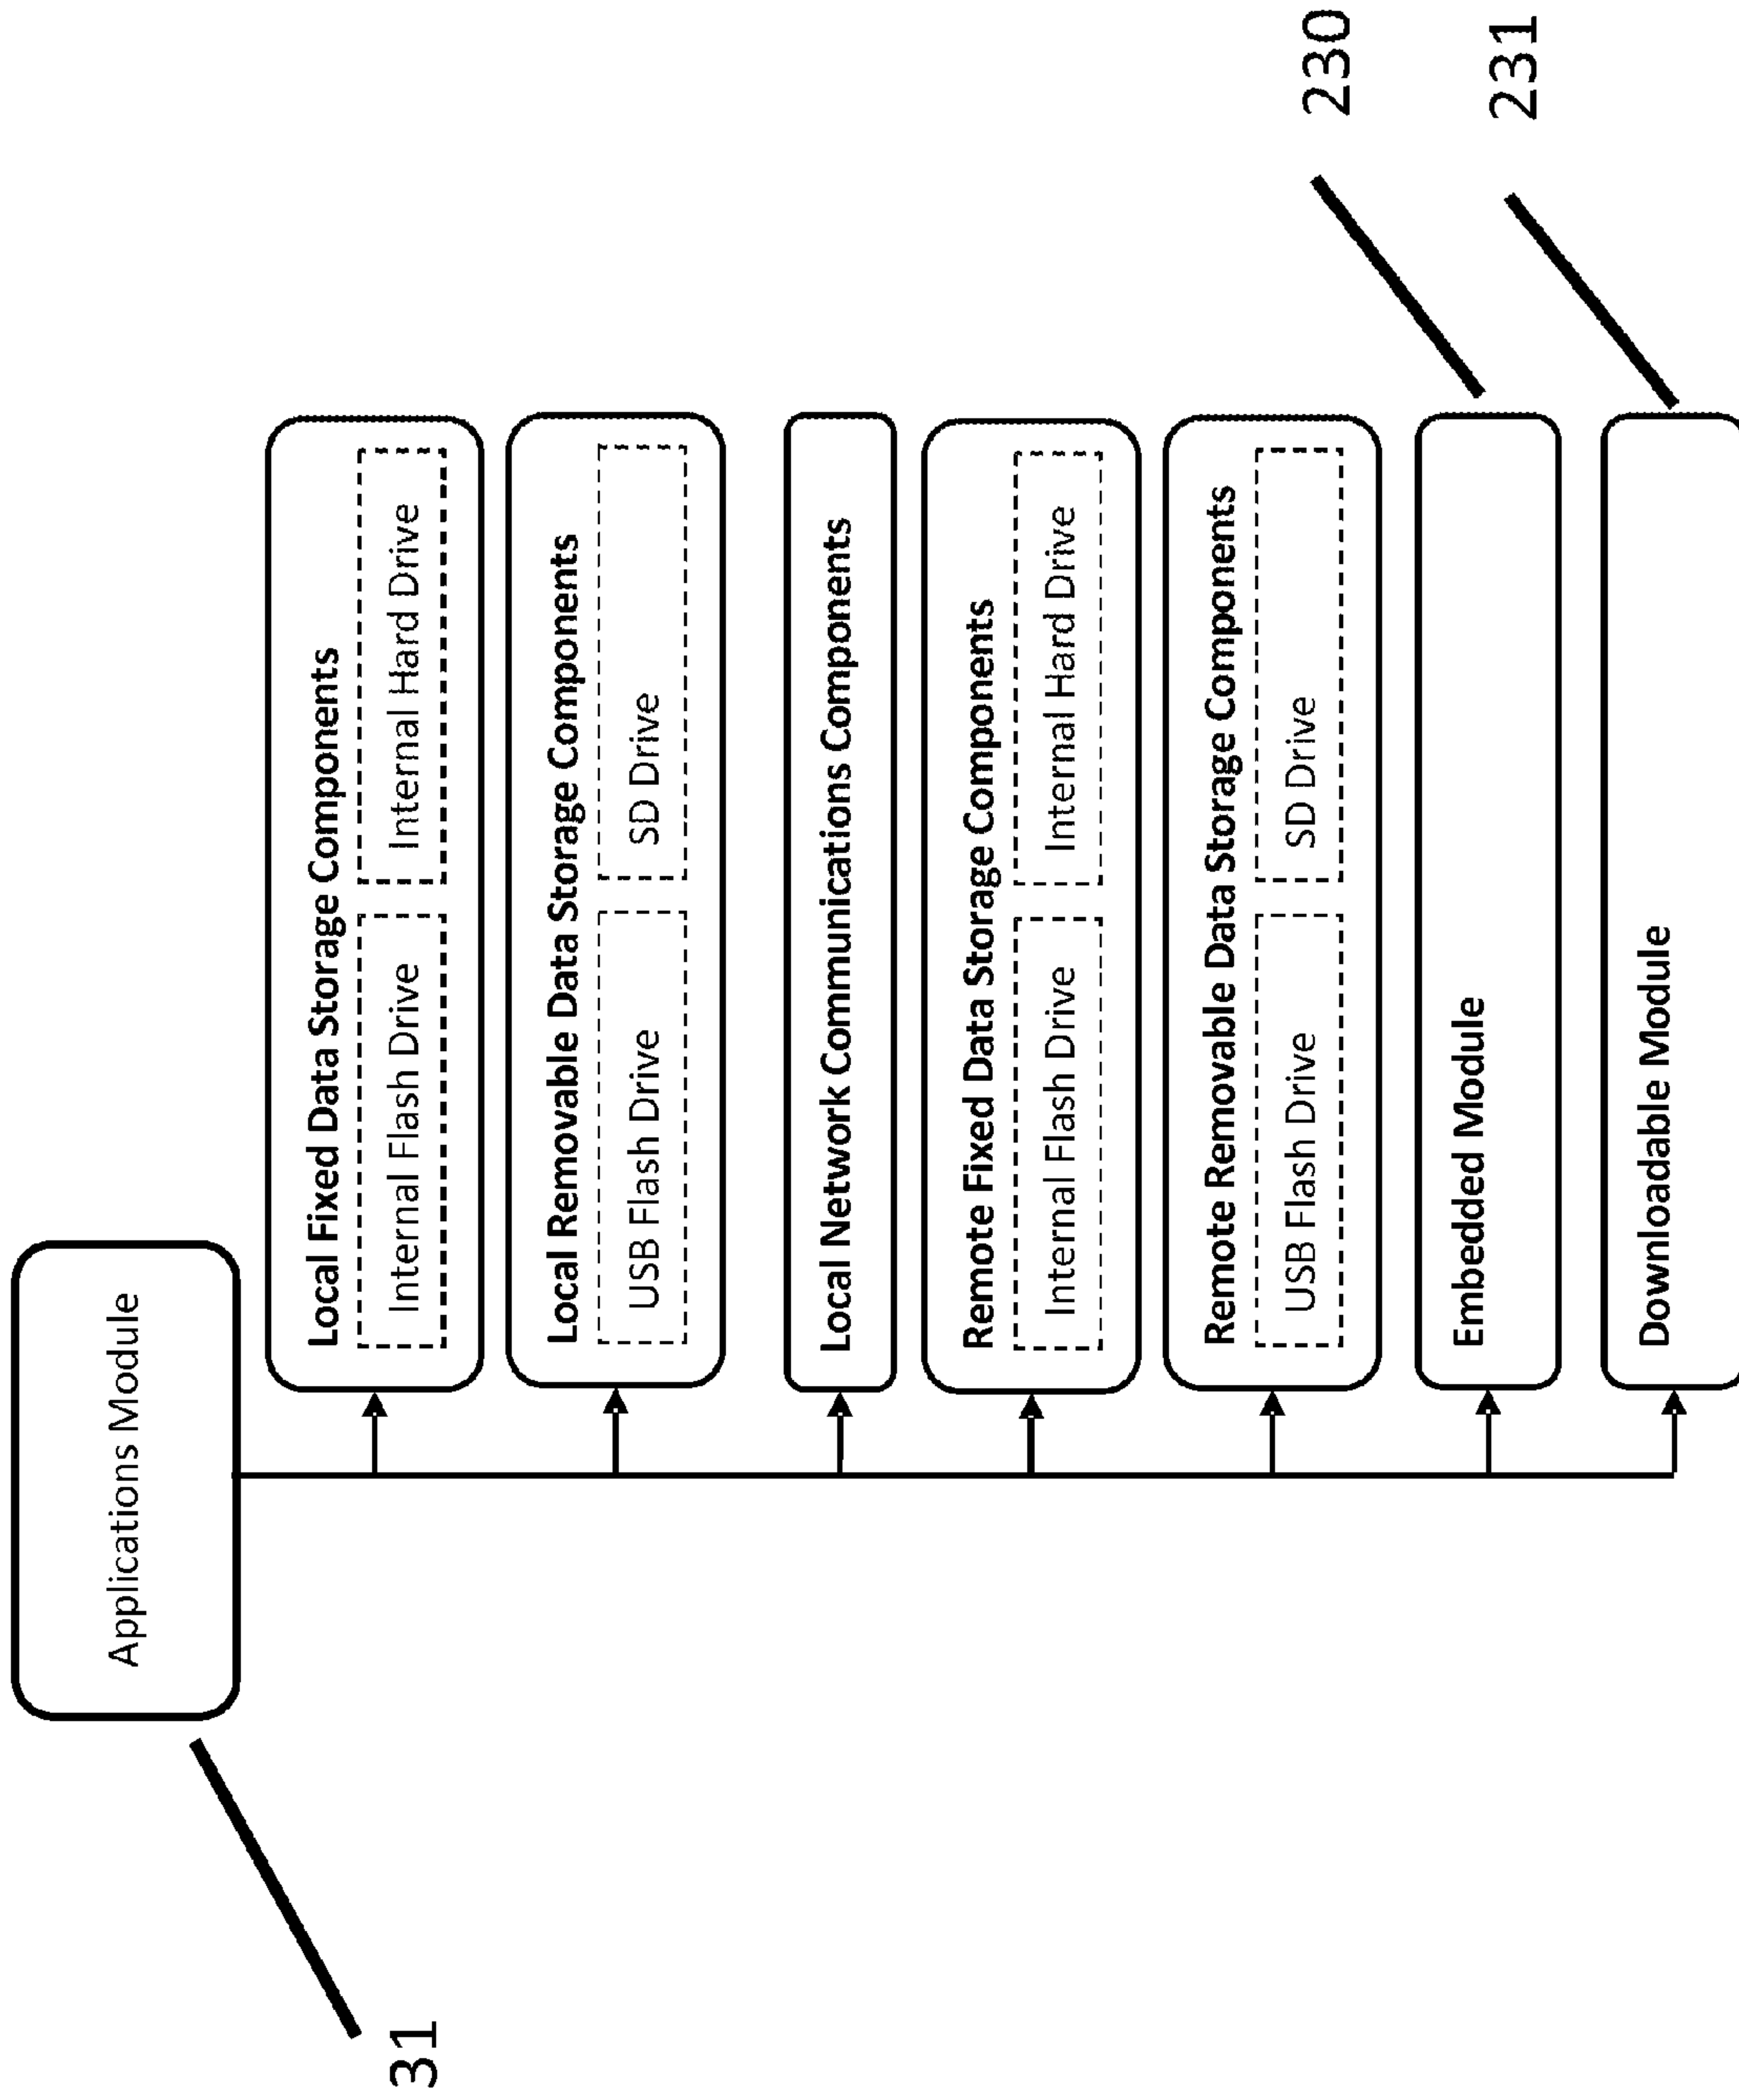 Applications Module
31
Local Fixed Data Storage Components
Internal Flash Drive
Internal Hard Drive
Local Removable Data Storage Components
USB Flash Drive
SD Drive
Local Network Communications Components
Remote Fixed Data Storage Components
Internal Flash Drive
Internal Hard Drive
Remote Removable Data Storage Components
USB Flash Drive
SD Drive
Embedded Module
230
Downloadable Module
231